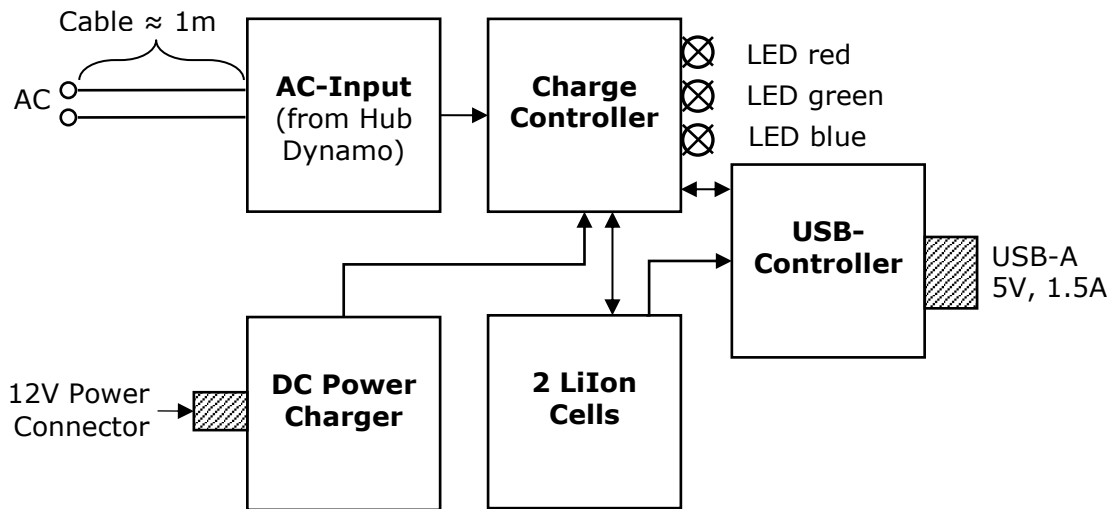 Cable ≈ 1m
AC
AC-Input
(from Hub
Dynamo)
Charge
Controller
LED red
LED green
LED blue
USB-
Controller
USB-A
5V, 1.5A
12V Power
Connector
DC Power
Charger
2 LiIon
Cells